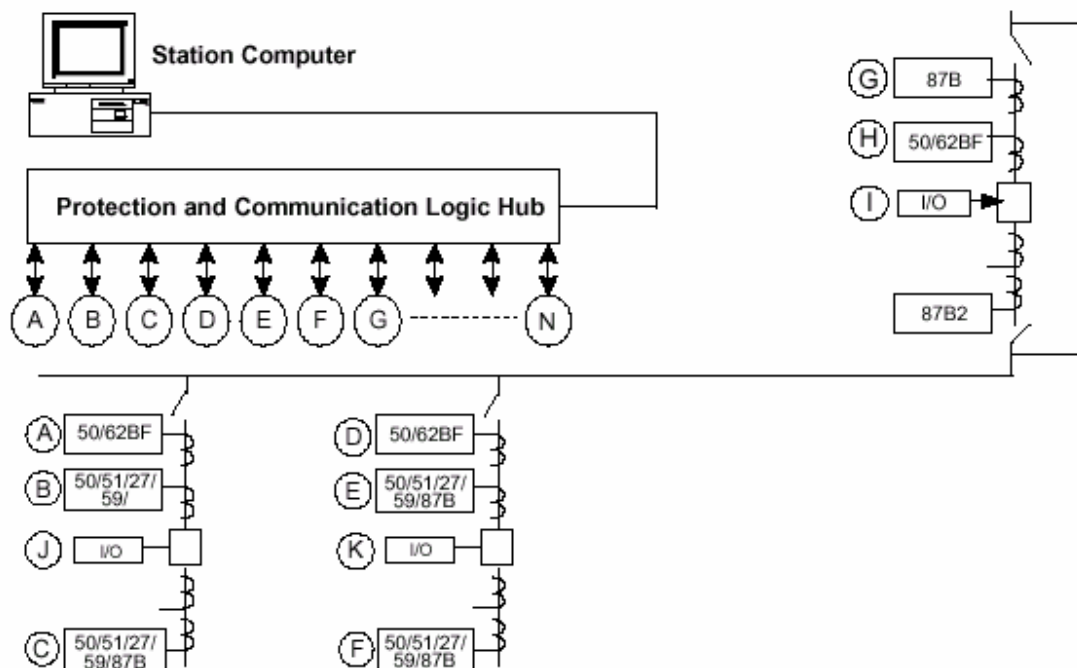 Station Computer
Protection and Communication Logic Hub
A B C D E F G N
G 87B
H 50/62BF
I I/O
87B2
A 50/62BF
B 50/51/27/
59/
J I/O
C 50/51/27/
59/87B
D 50/62BF
E 50/51/27/
59/87B
K I/O
F 50/51/27/
59/87B